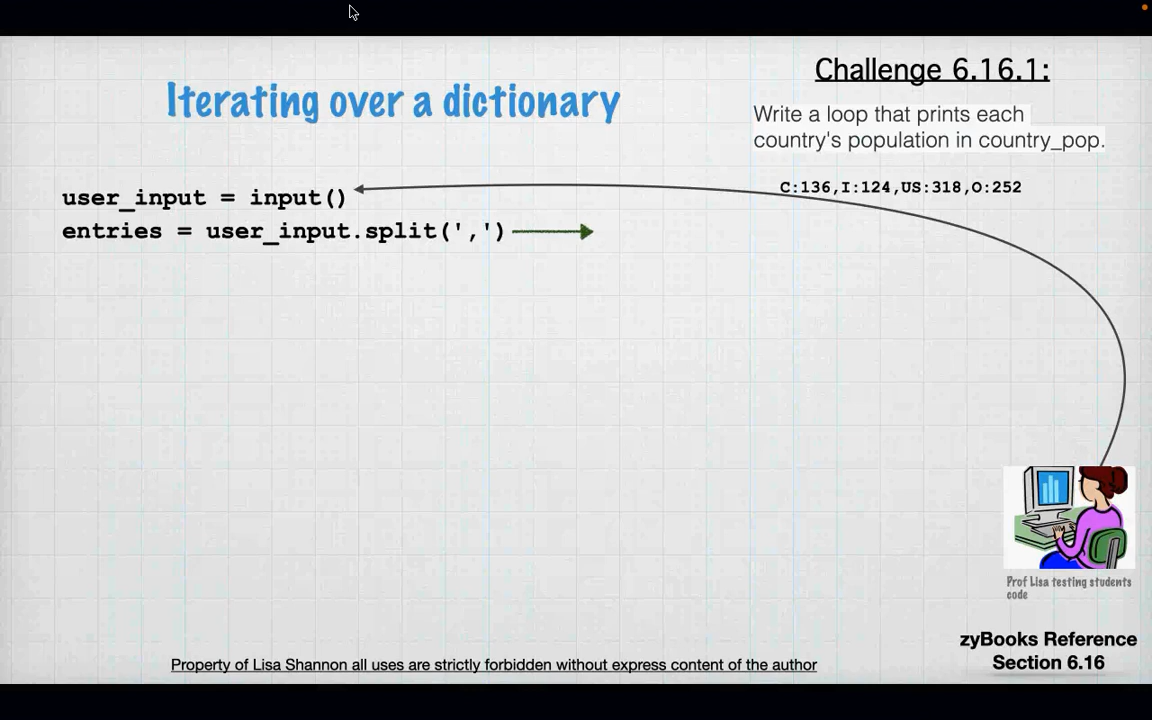 Challenge 6.16.1:
Iterating over a dictionary
Write a loop that prints each
country's population in country_pop.
C:136,I:124,US:318,O:252
user_input = input()
entries = user_input.split(',')
Prof Lisa testing students
code
zyBooks Reference
Section 6.16
Property of Lisa Shannon all uses are strictly forbidden without express content of the author